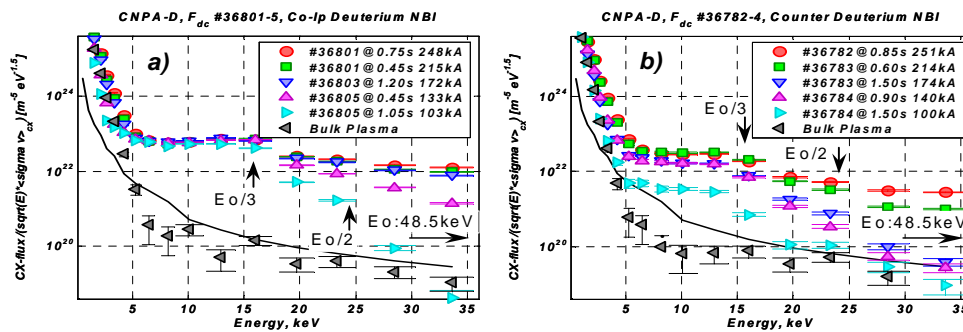 CNPA-D, F_dc #36801-5, Co-Ip Deuterium NBI
CX-flux/(sqrt(E)*<sigma v>_cx) [m^-5 eV^-1.5]
10^24
10^22
10^20
a)
#36801@0.75s 248kA
#36801@0.45s 215kA
#36803@1.20s 172kA
#36805@0.45s 133kA
#36805@1.05s 103kA
Bulk Plasma
Eo/3
Eo/2
Eo:48.5keV
0 5 10 15 20 25 30 35
Energy, keV
CNPA-D, F_dc #36782-4, Counter Deuterium NBI
CX-flux/(sqrt(E)*<sigma v>_cx) [m^-5 eV^-1.5]
10^24
10^22
10^20
b)
#36782@0.85s 251kA
#36783@0.60s 214kA
#36783@1.50s 174kA
#36784@0.90s 140kA
#36784@1.50s 100kA
Bulk Plasma
Eo/3
Eo/2
Eo:48.5keV
0 5 10 15 20 25 30 35
Energy, keV